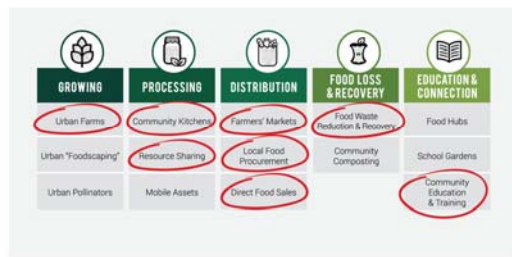 GROWING
PROCESSING
DISTRIBUTION
FOOD LOSS
& RECOVERY
EDUCATION &
CONNECTION
Urban Farms
Community Kitchens
Farmers' Markets
Food Waste
Reduction & Recovery
Food Hubs
Urban "Foodscaping"
Resource Sharing
Local Food
Procurement
Community
Composting
School Gardens
Urban Pollinators
Mobile Assets
Direct Food Sales
Community
Education
& Training